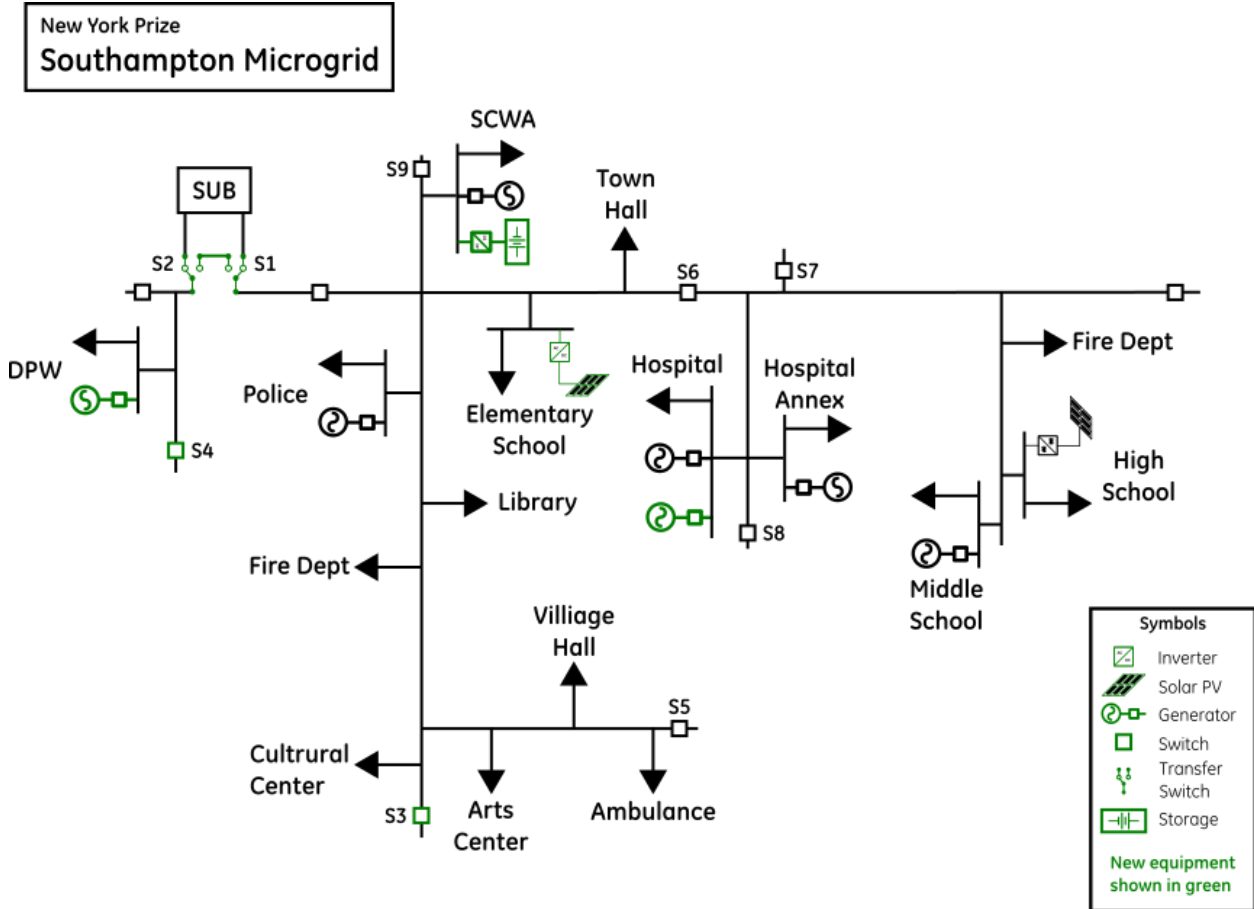 New York Prize
Southampton Microgrid
SCWA
S9
SUB
Town
Hall
S2
S1
S6
S7
DPW
Police
Elementary
School
Hospital
Hospital
Annex
Fire Dept
High
School
S4
Library
S8
Fire Dept
Middle
School
Villiage
Hall
S5
Cultrural
Center
S3
Arts
Center
Ambulance
Symbols
Inverter
Solar PV
Generator
Switch
Transfer
Switch
Storage
New equipment
shown in green